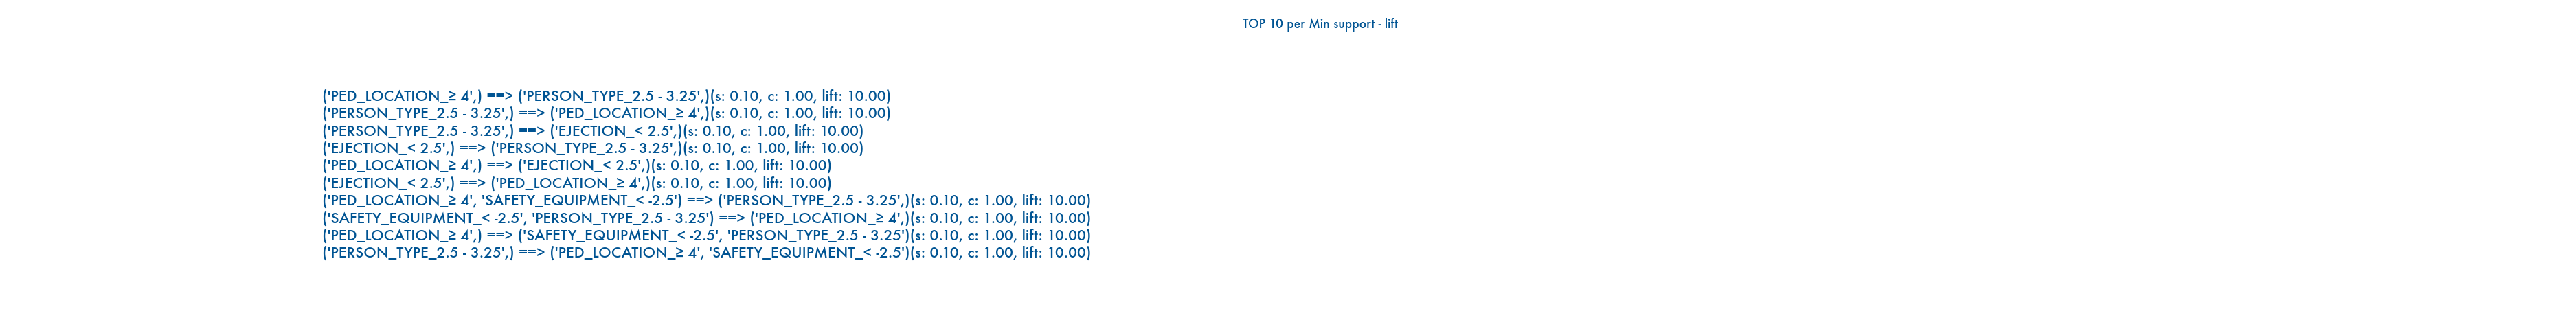 TOP 10 per Min support - lift
('PED_LOCATION_≥ 4',) ==> ('PERSON_TYPE_2.5 - 3.25',)(s: 0.10, c: 1.00, lift: 10.00)
('PERSON_TYPE_2.5 - 3.25',) ==> ('PED_LOCATION_≥ 4',)(s: 0.10, c: 1.00, lift: 10.00)
('PERSON_TYPE_2.5 - 3.25',) ==> ('EJECTION_< 2.5',)(s: 0.10, c: 1.00, lift: 10.00)
('EJECTION_< 2.5',) ==> ('PERSON_TYPE_2.5 - 3.25',)(s: 0.10, c: 1.00, lift: 10.00)
('PED_LOCATION_≥ 4',) ==> ('EJECTION_< 2.5',)(s: 0.10, c: 1.00, lift: 10.00)
('EJECTION_< 2.5',) ==> ('PED_LOCATION_≥ 4',)(s: 0.10, c: 1.00, lift: 10.00)
('PED_LOCATION_≥ 4', 'SAFETY_EQUIPMENT_< -2.5') ==> ('PERSON_TYPE_2.5 - 3.25',)(s: 0.10, c: 1.00, lift: 10.00)
('SAFETY_EQUIPMENT_< -2.5', 'PERSON_TYPE_2.5 - 3.25') ==> ('PED_LOCATION_≥ 4',)(s: 0.10, c: 1.00, lift: 10.00)
('PED_LOCATION_≥ 4',) ==> ('SAFETY_EQUIPMENT_< -2.5', 'PERSON_TYPE_2.5 - 3.25')(s: 0.10, c: 1.00, lift: 10.00)
('PERSON_TYPE_2.5 - 3.25',) ==> ('PED_LOCATION_≥ 4', 'SAFETY_EQUIPMENT_< -2.5')(s: 0.10, c: 1.00, lift: 10.00)